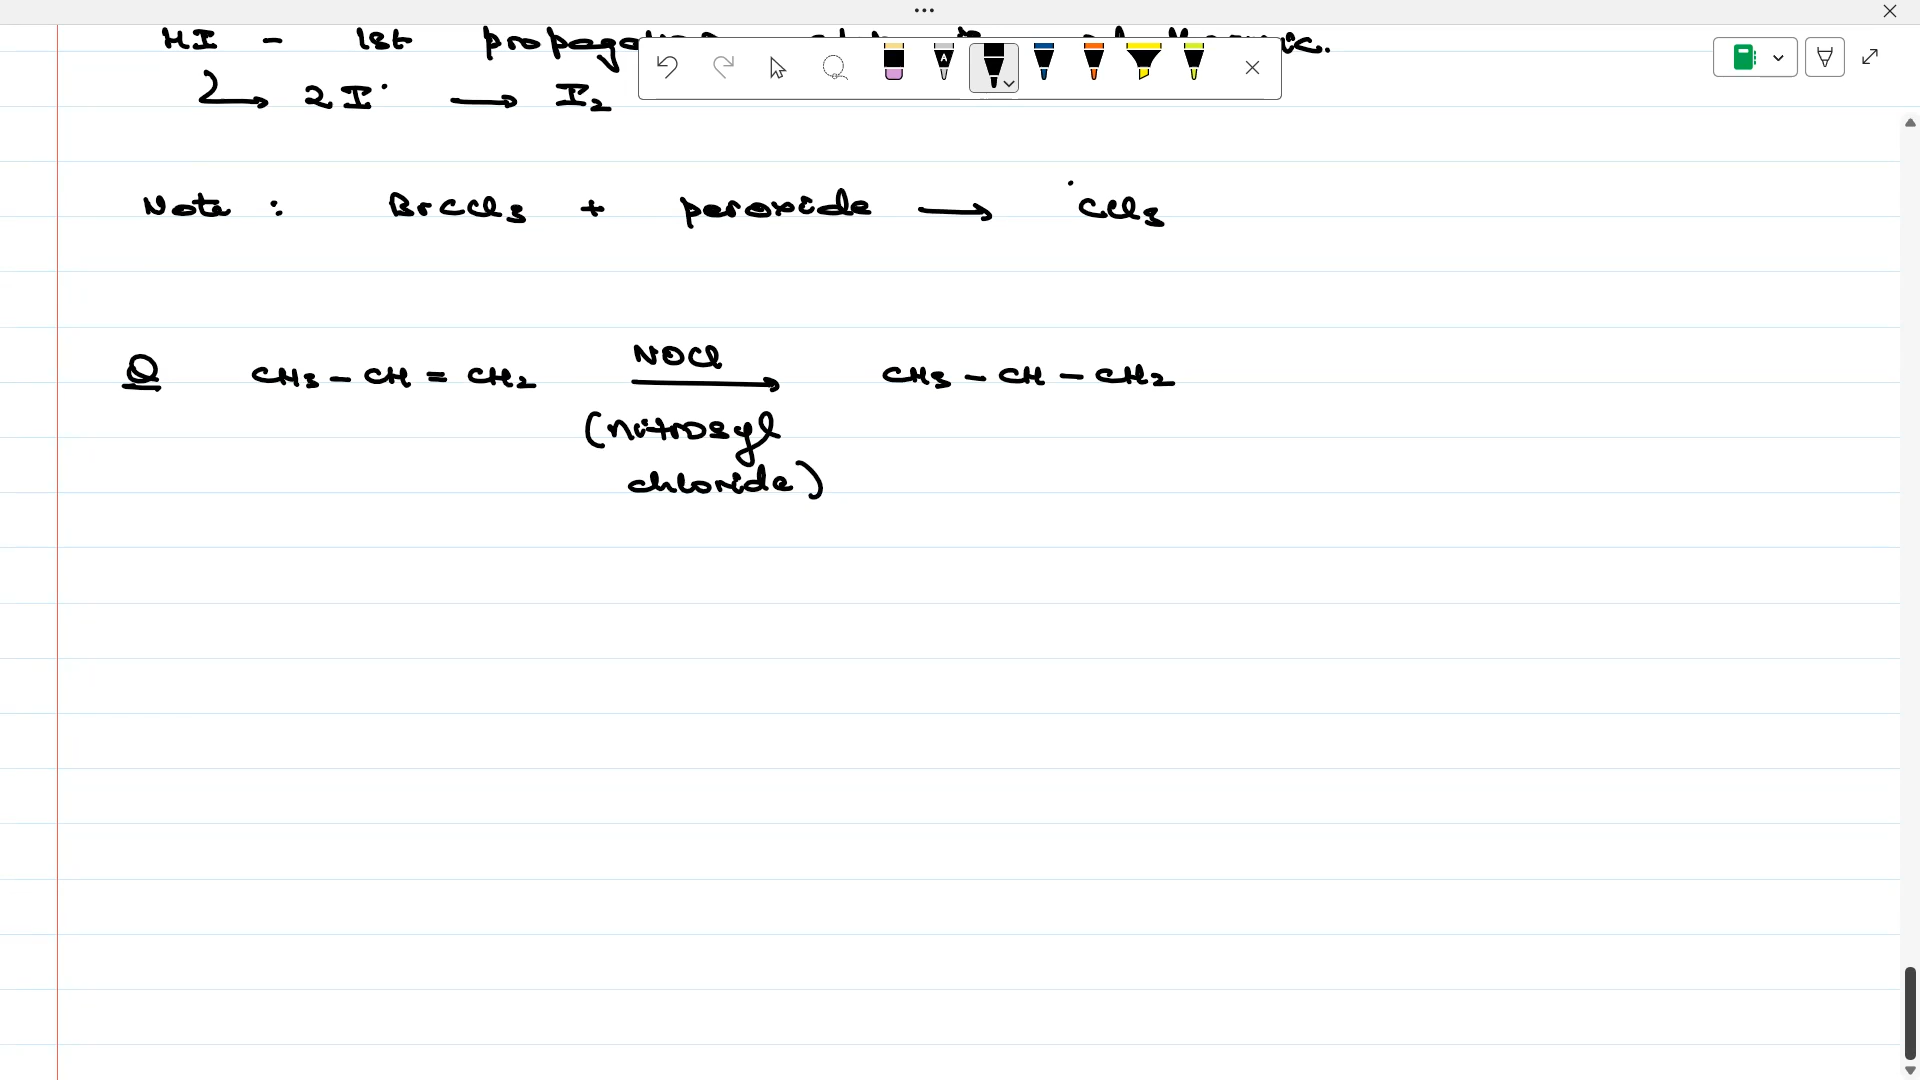 HI - 1st propaga
2I˙ → I2
Note : BrCCl3 + peroxide → ˙CCl3
Q CH3 - CH = CH2 NOCl → CH3 - CH - CH2
(nitrosyl
chloride)